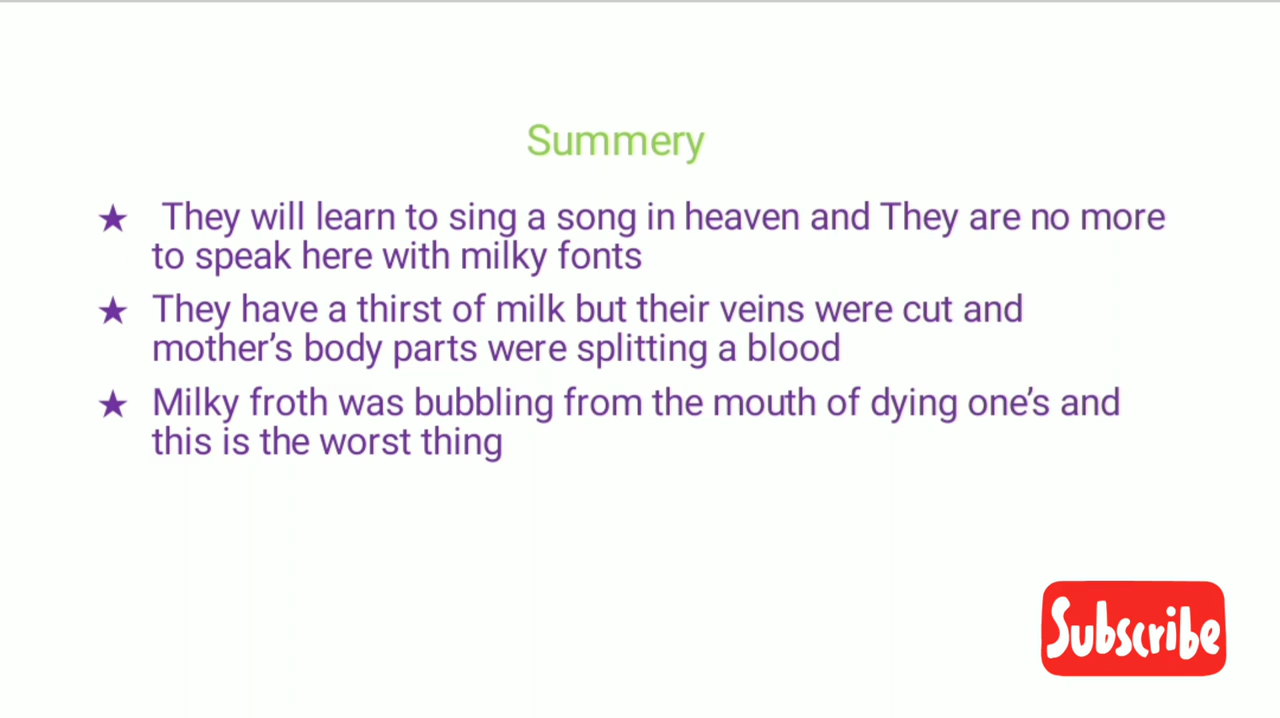 Summery
★ They will learn to sing a song in heaven and They are no more
to speak here with milky fonts
★ They have a thirst of milk but their veins were cut and
mother’s body parts were splitting a blood
★ Milky froth was bubbling from the mouth of dying one’s and
this is the worst thing
Subscribe